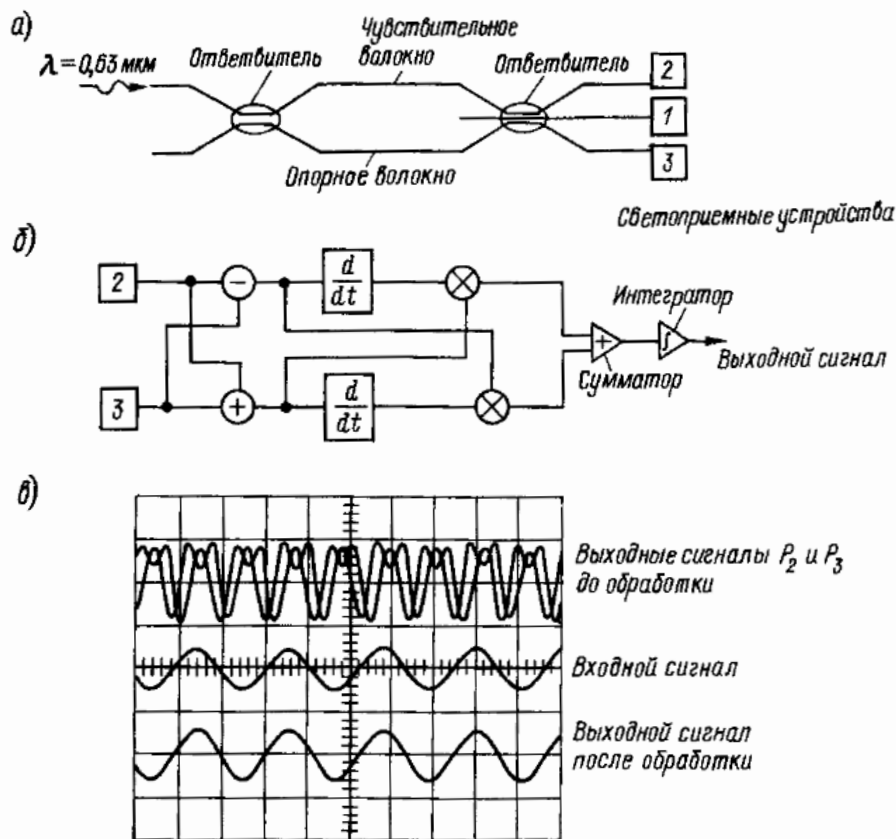 а)
λ=0,63 мкм
Ответвитель
Чувствительное
волокно
Ответвитель
2
1
3
Опорное волокно
Светоприемные устройства
б)
2
−
d
dt
×
Интегратор
+
∫
Сумматор
Выходной сигнал
3
+
d
dt
×
в)
Выходные сигналы P₂ и P₃
до обработки
Входной сигнал
Выходной сигнал
после обработки